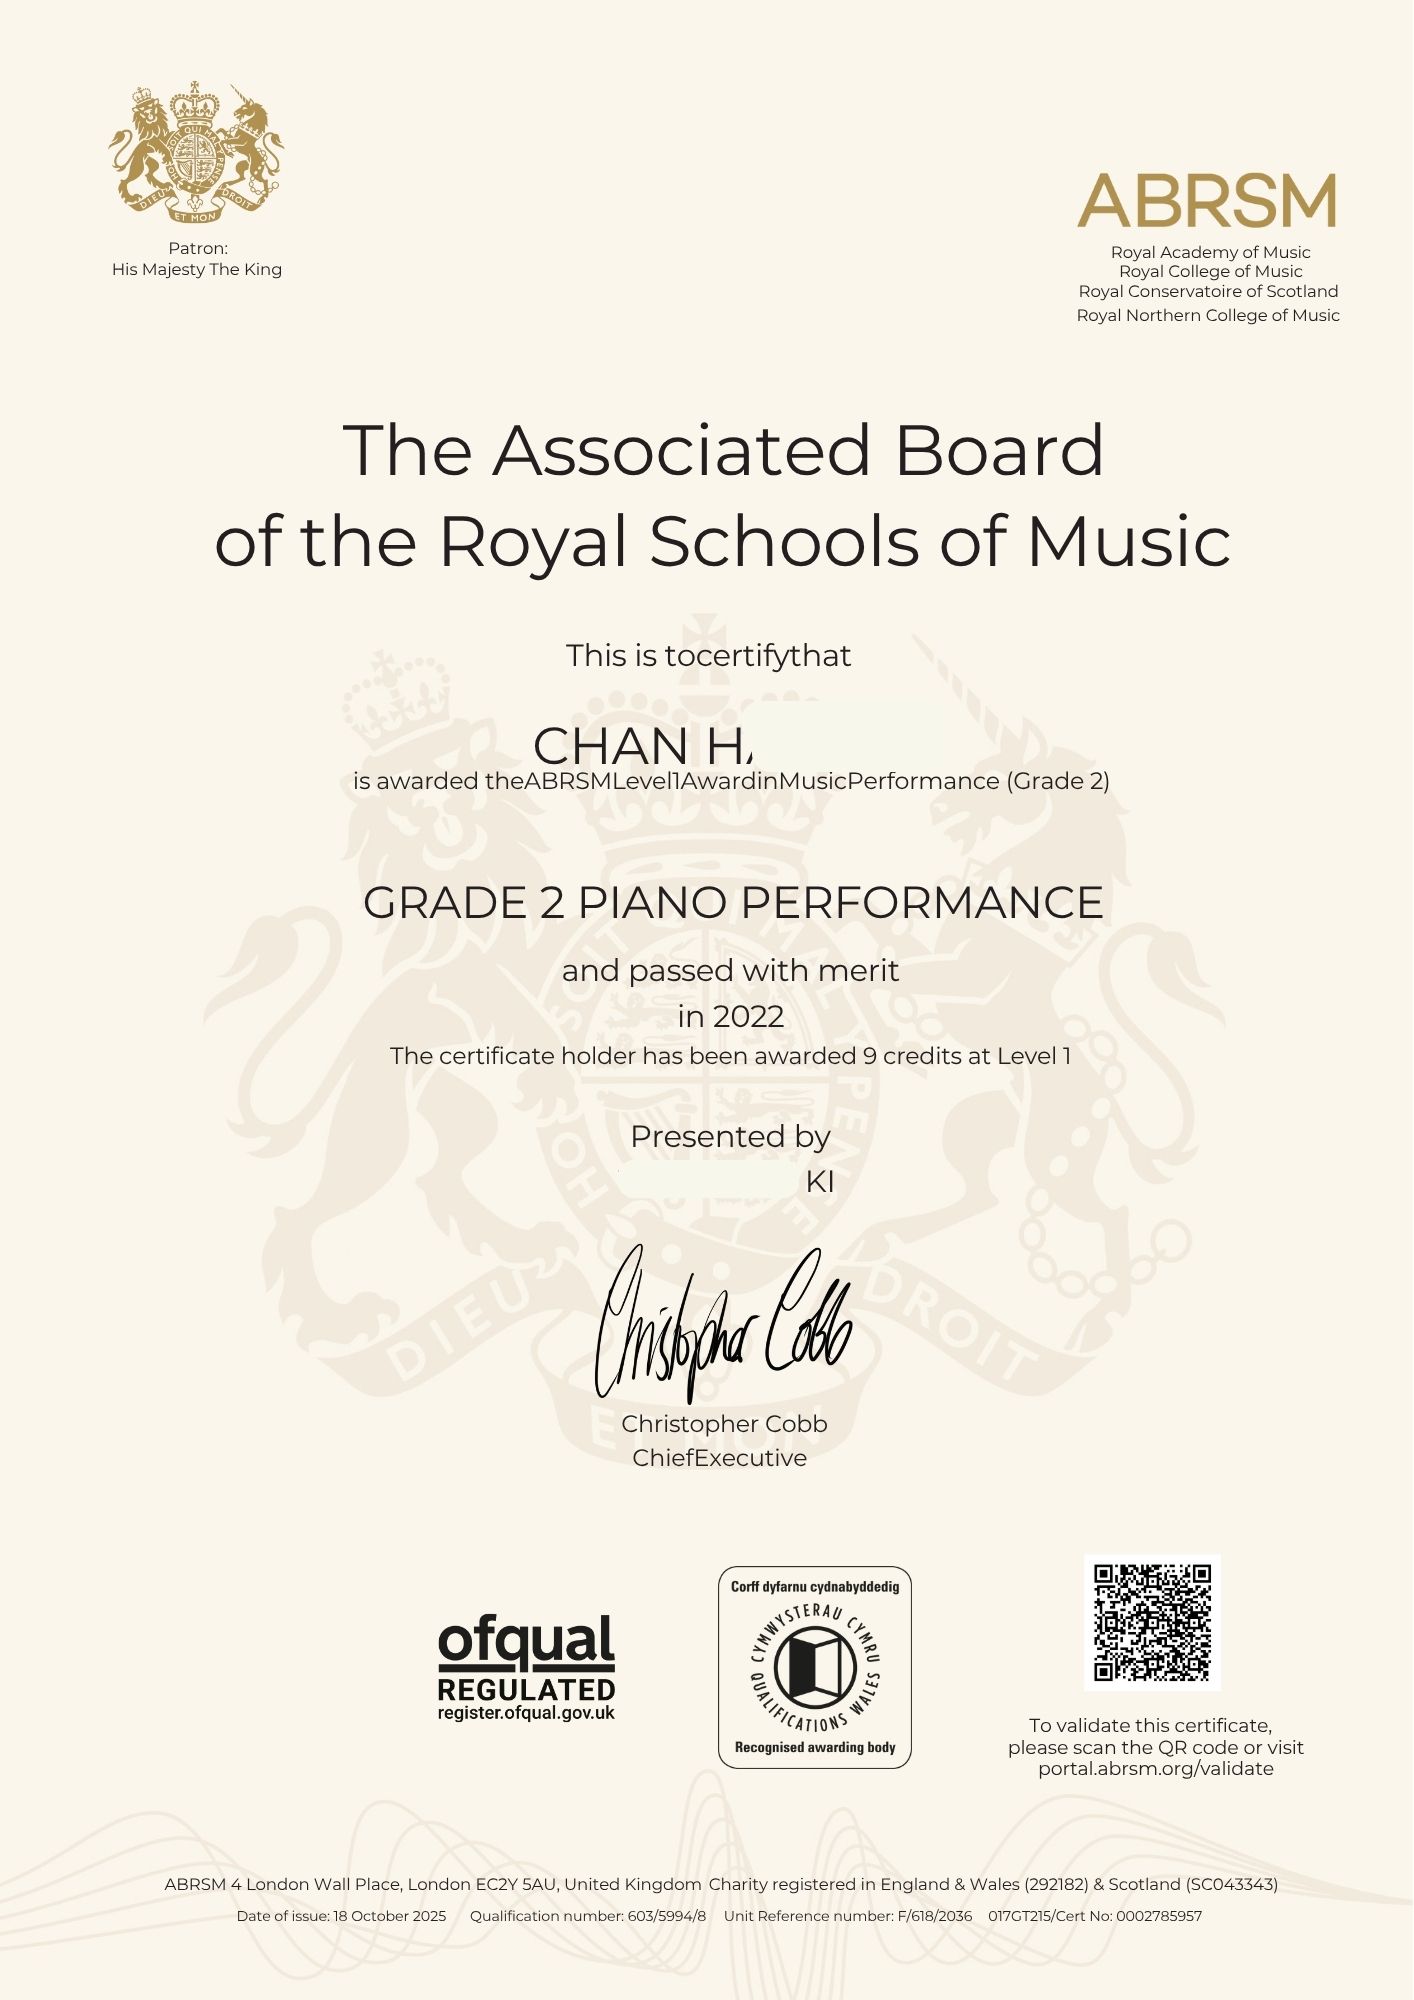 Patron:
His Majesty The King
ABRSM
Royal Academy of Music
Royal College of Music
Royal Conservatoire of Scotland
Royal Northern College of Music
The Associated Board
of the Royal Schools of Music
This is tocertifythat
CHAN
is awarded theABRSMLevel1AwardinMusicPerformance (Grade 2)
GRADE 2 PIANO PERFORMANCE
and passed with merit
in 2022
The certificate holder has been awarded 9 credits at Level 1
Presented by
KI
Christopher Cobb
Christopher Cobb
ChiefExecutive
DIEU ET MON DROIT
ofqual
REGULATED
register.ofqual.gov.uk
Corff dyfarnu cydnabyddedig
CYMWYSTERAU CYMRU
QUALIFICATIONS WALES
Recognised awarding body
To validate this certificate,
please scan the QR code or visit
portal.abrsm.org/validate
ABRSM 4 London Wall Place, London EC2Y 5AU, United Kingdom Charity registered in England & Wales (292182) & Scotland (SC043343)
Date of issue: 18 October 2025 Qualification number: 603/5994/8 Unit Reference number: F/618/2036 017GT215/Cert No: 0002785957